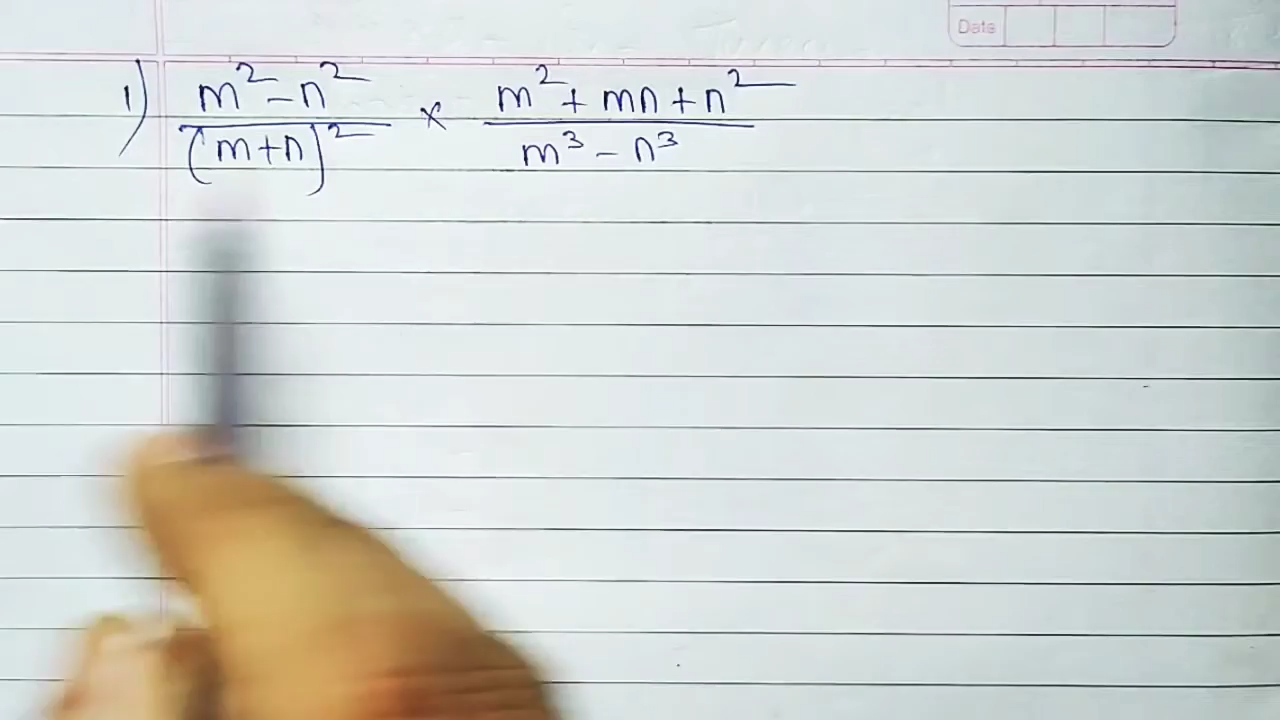 Date
1) (m² - n²)/(m+n)² × (m² + mn + n²)/(m³ - n³)